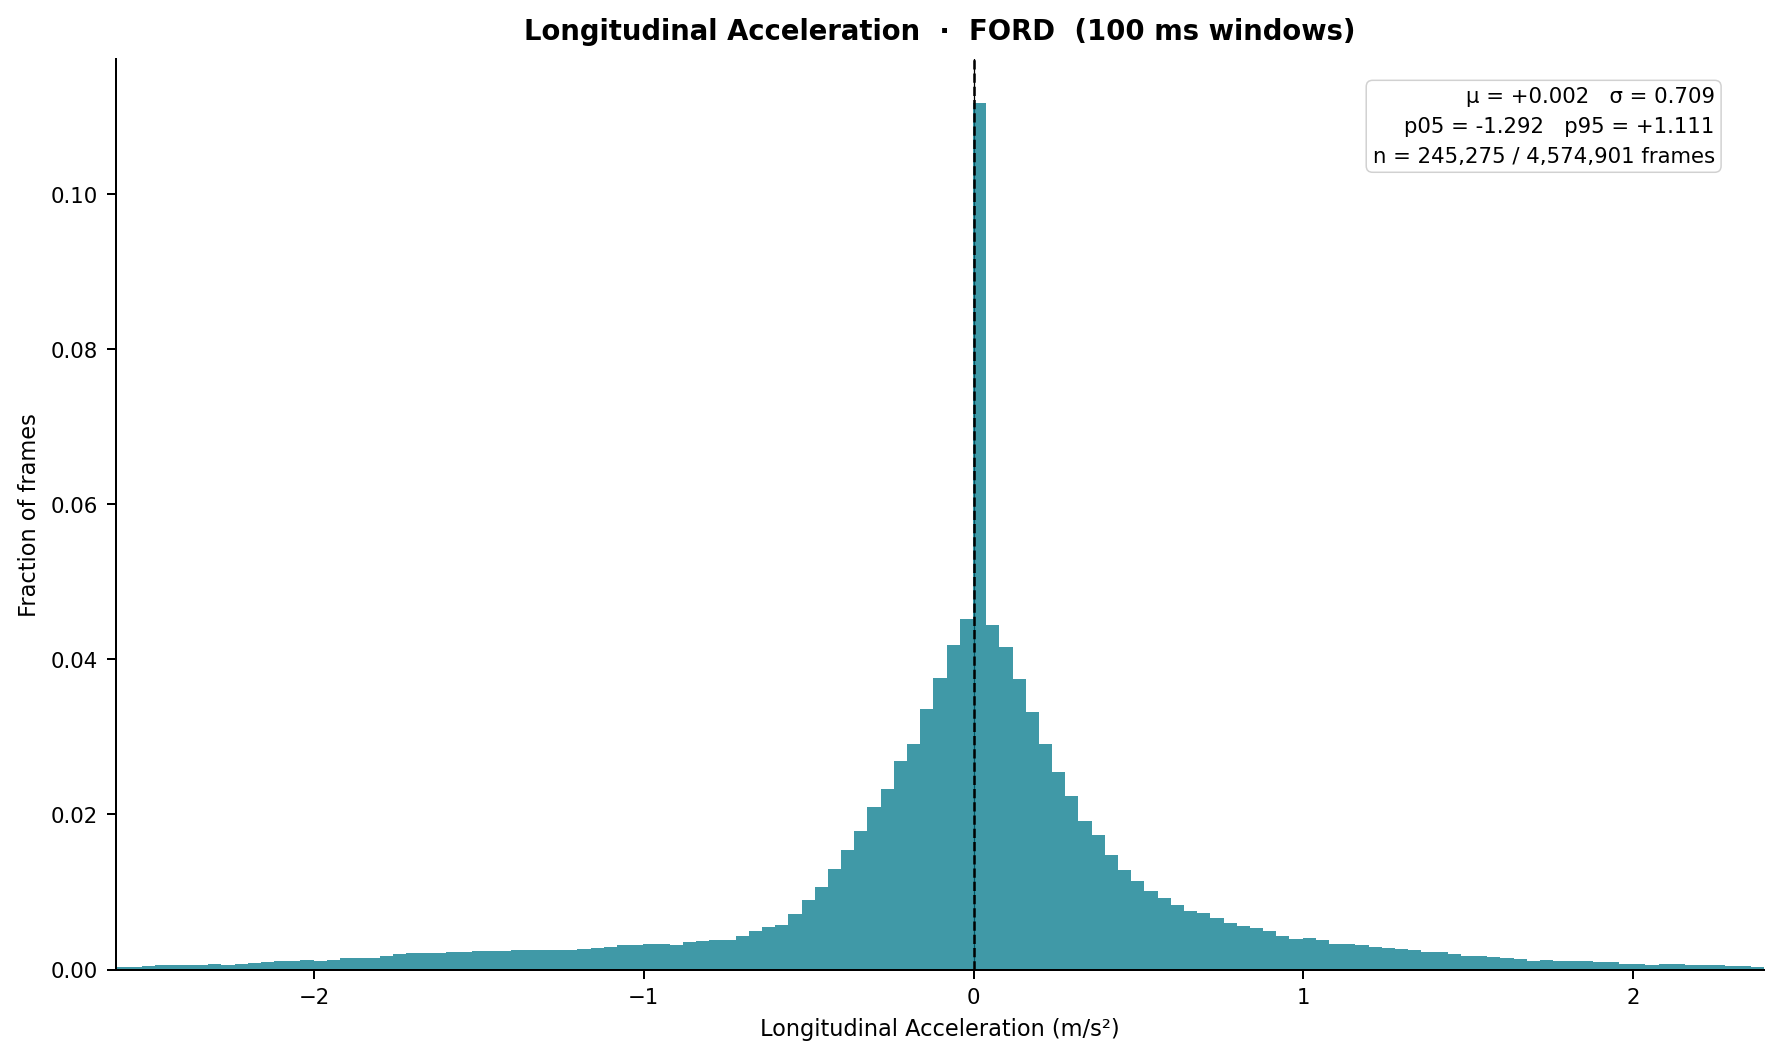 Longitudinal Acceleration · FORD (100 ms windows)
μ = +0.002 σ = 0.709
p05 = -1.292 p95 = +1.111
n = 245,275 / 4,574,901 frames
Fraction of frames
0.10
0.08
0.06
0.04
0.02
0.00
−2
−1
0
1
2
Longitudinal Acceleration (m/s²)